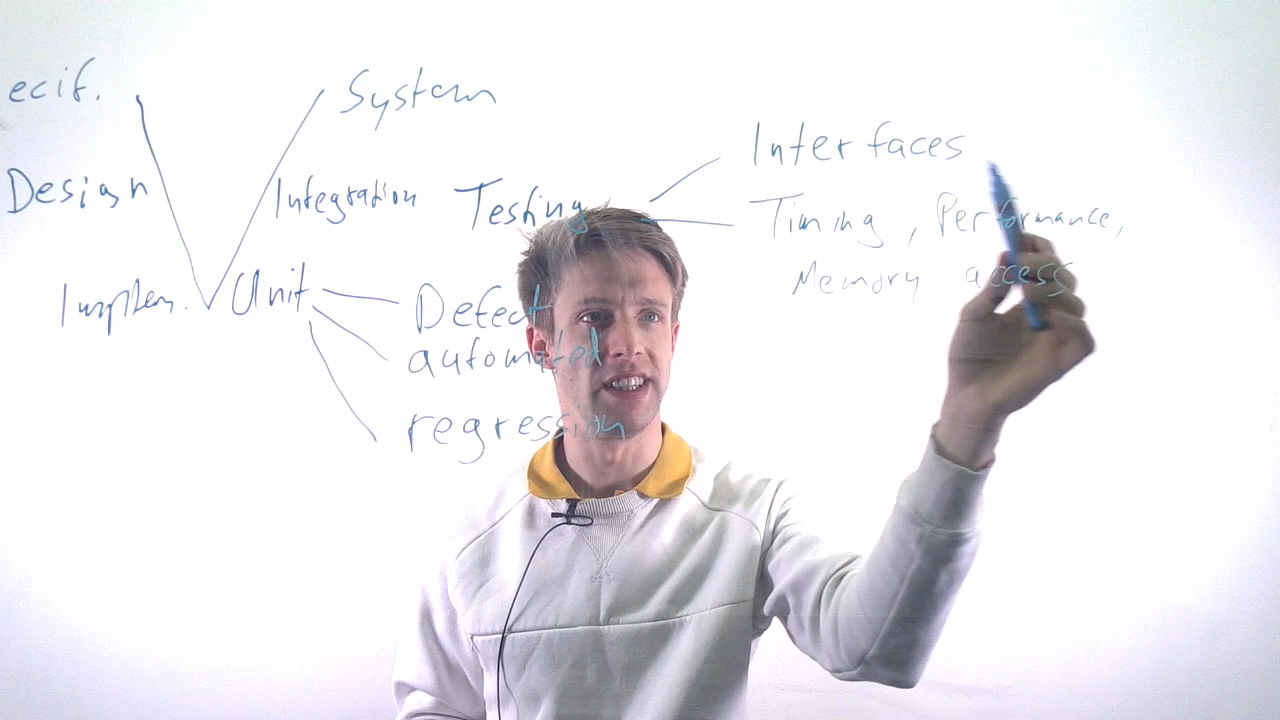 ecif.
System
Interfaces
Design
Integration Testing
Timing, Performance,
Memory access
Implem.
Unit
Defect
automated
regression